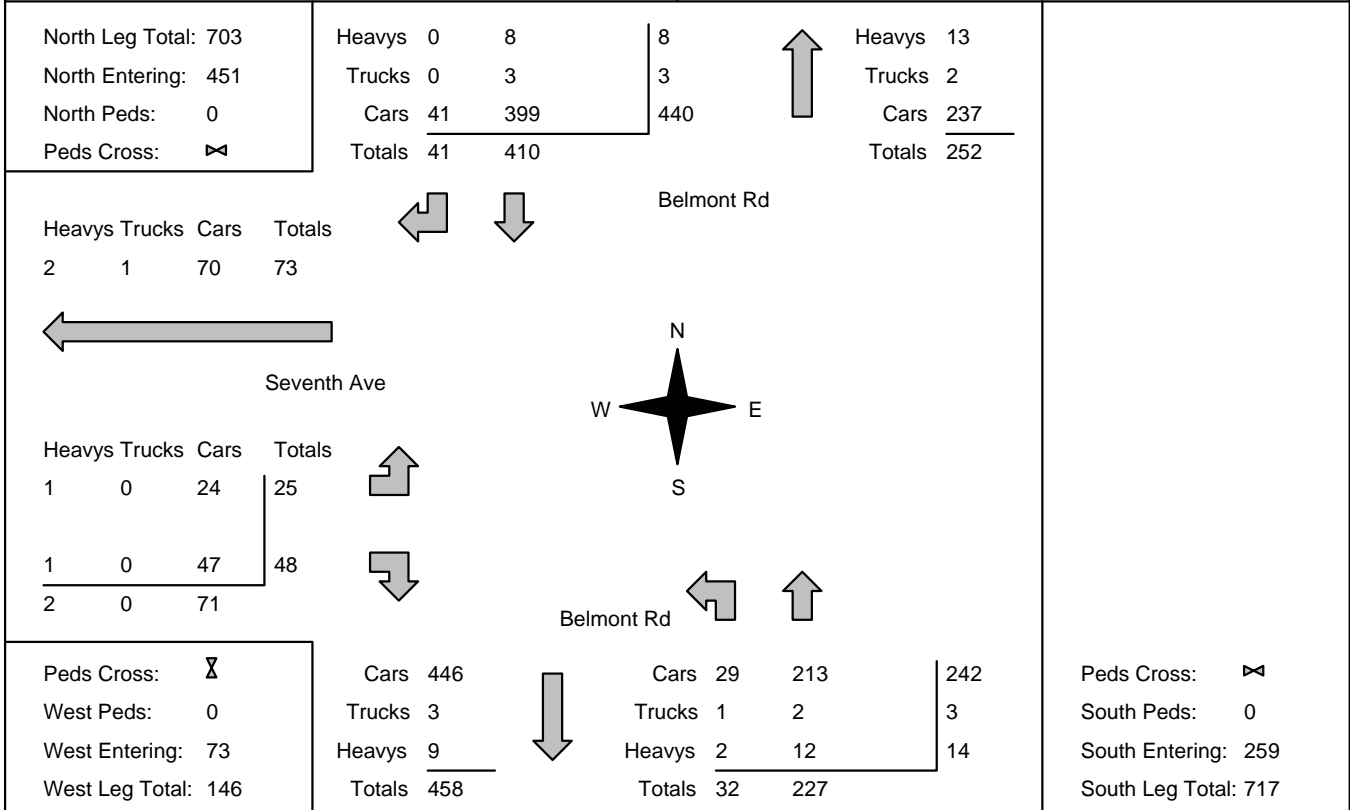 North Leg Total: 703
North Entering: 451
North Peds: 0
Peds Cross:
Heavys 0 8 8
Trucks 0 3 3
Cars 41 399 440
Totals 41 410
Heavys 13
Trucks 2
Cars 237
Totals 252
Belmont Rd
Heavys Trucks Cars Totals
2 1 70 73
Seventh Ave
N
W E
S
Heavys Trucks Cars Totals
1 0 24 25
1 0 47 48
2 0 71
Belmont Rd
Peds Cross:
West Peds: 0
West Entering: 73
West Leg Total: 146
Cars 446
Trucks 3
Heavys 9
Totals 458
Cars 29 213 242
Trucks 1 2 3
Heavys 2 12 14
Totals 32 227
Peds Cross:
South Peds: 0
South Entering: 259
South Leg Total: 717